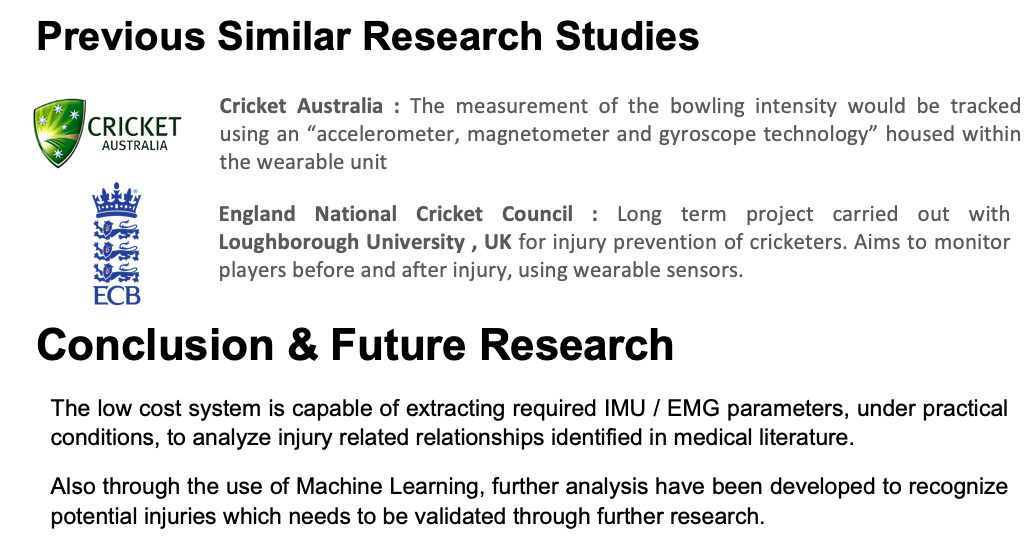 Previous Similar Research Studies
CRICKET
AUSTRALIA
Cricket Australia : The measurement of the bowling intensity would be tracked
using an “accelerometer, magnetometer and gyroscope technology” housed within
the wearable unit
ECB
England National Cricket Council : Long term project carried out with
Loughborough University , UK for injury prevention of cricketers. Aims to monitor
players before and after injury, using wearable sensors.
Conclusion & Future Research
The low cost system is capable of extracting required IMU / EMG parameters, under practical
conditions, to analyze injury related relationships identified in medical literature.
Also through the use of Machine Learning, further analysis have been developed to recognize
potential injuries which needs to be validated through further research.